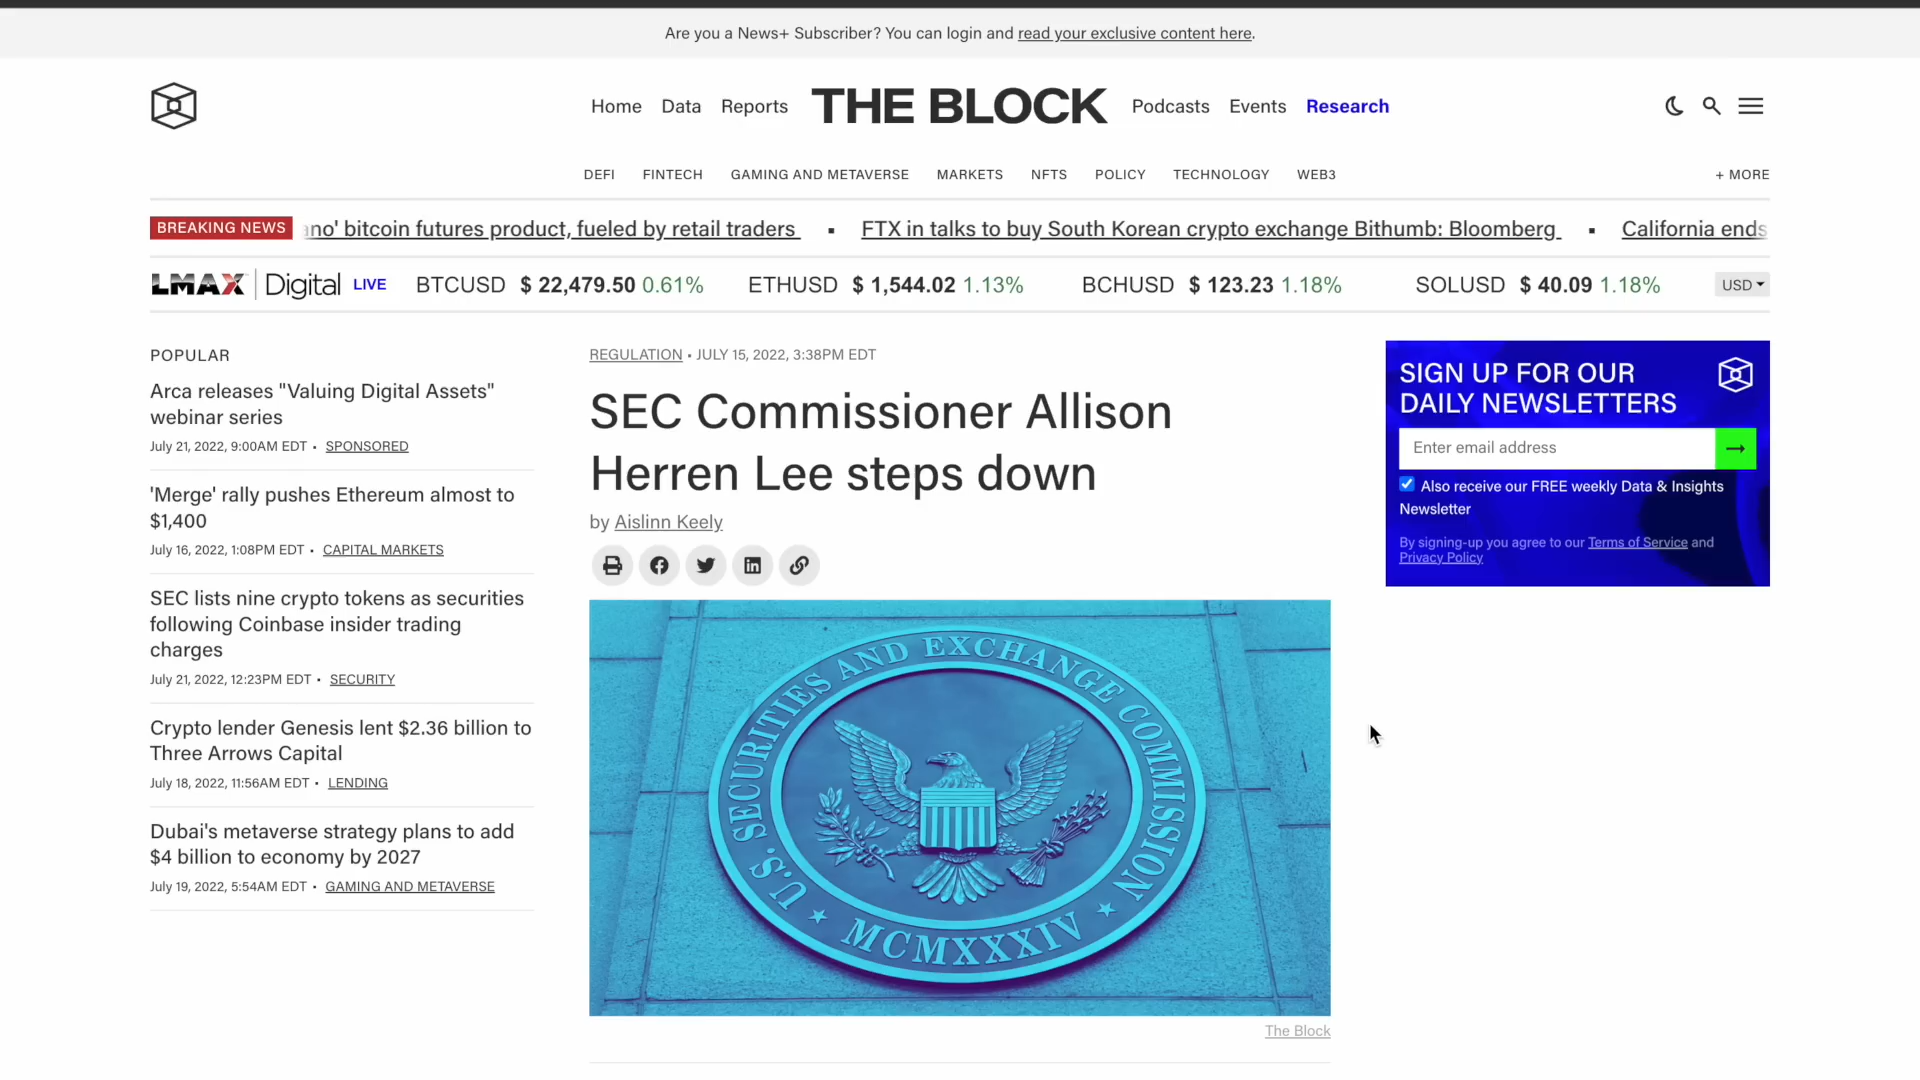 Are you a News+ Subscriber? You can login and read your exclusive content here.
Home Data Reports THE BLOCK Podcasts Events Research
DEFI FINTECH GAMING AND METAVERSE MARKETS NFTS POLICY TECHNOLOGY WEB3 + MORE
BREAKING NEWS ano' bitcoin futures product, fueled by retail traders ▪ FTX in talks to buy South Korean crypto exchange Bithumb: Bloomberg ▪ California ends
LMAX Digital LIVE BTCUSD $ 22,479.50 0.61% ETHUSD $ 1,544.02 1.13% BCHUSD $ 123.23 1.18% SOLUSD $ 40.09 1.18% USD
POPULAR
Arca releases "Valuing Digital Assets"
webinar series
July 21, 2022, 9:00AM EDT • SPONSORED
'Merge' rally pushes Ethereum almost to
$1,400
July 16, 2022, 1:08PM EDT • CAPITAL MARKETS
SEC lists nine crypto tokens as securities
following Coinbase insider trading
charges
July 21, 2022, 12:23PM EDT • SECURITY
Crypto lender Genesis lent $2.36 billion to
Three Arrows Capital
July 18, 2022, 11:56AM EDT • LENDING
Dubai's metaverse strategy plans to add
$4 billion to economy by 2027
July 19, 2022, 5:54AM EDT • GAMING AND METAVERSE
REGULATION • JULY 15, 2022, 3:38PM EDT
SEC Commissioner Allison
Herren Lee steps down
by Aislinn Keely
U.S. SECURITIES AND EXCHANGE COMMISSION
MCMXXXIV
The Block
SIGN UP FOR OUR
DAILY NEWSLETTERS
Enter email address
Also receive our FREE weekly Data & Insights
Newsletter
By signing-up you agree to our Terms of Service and
Privacy Policy